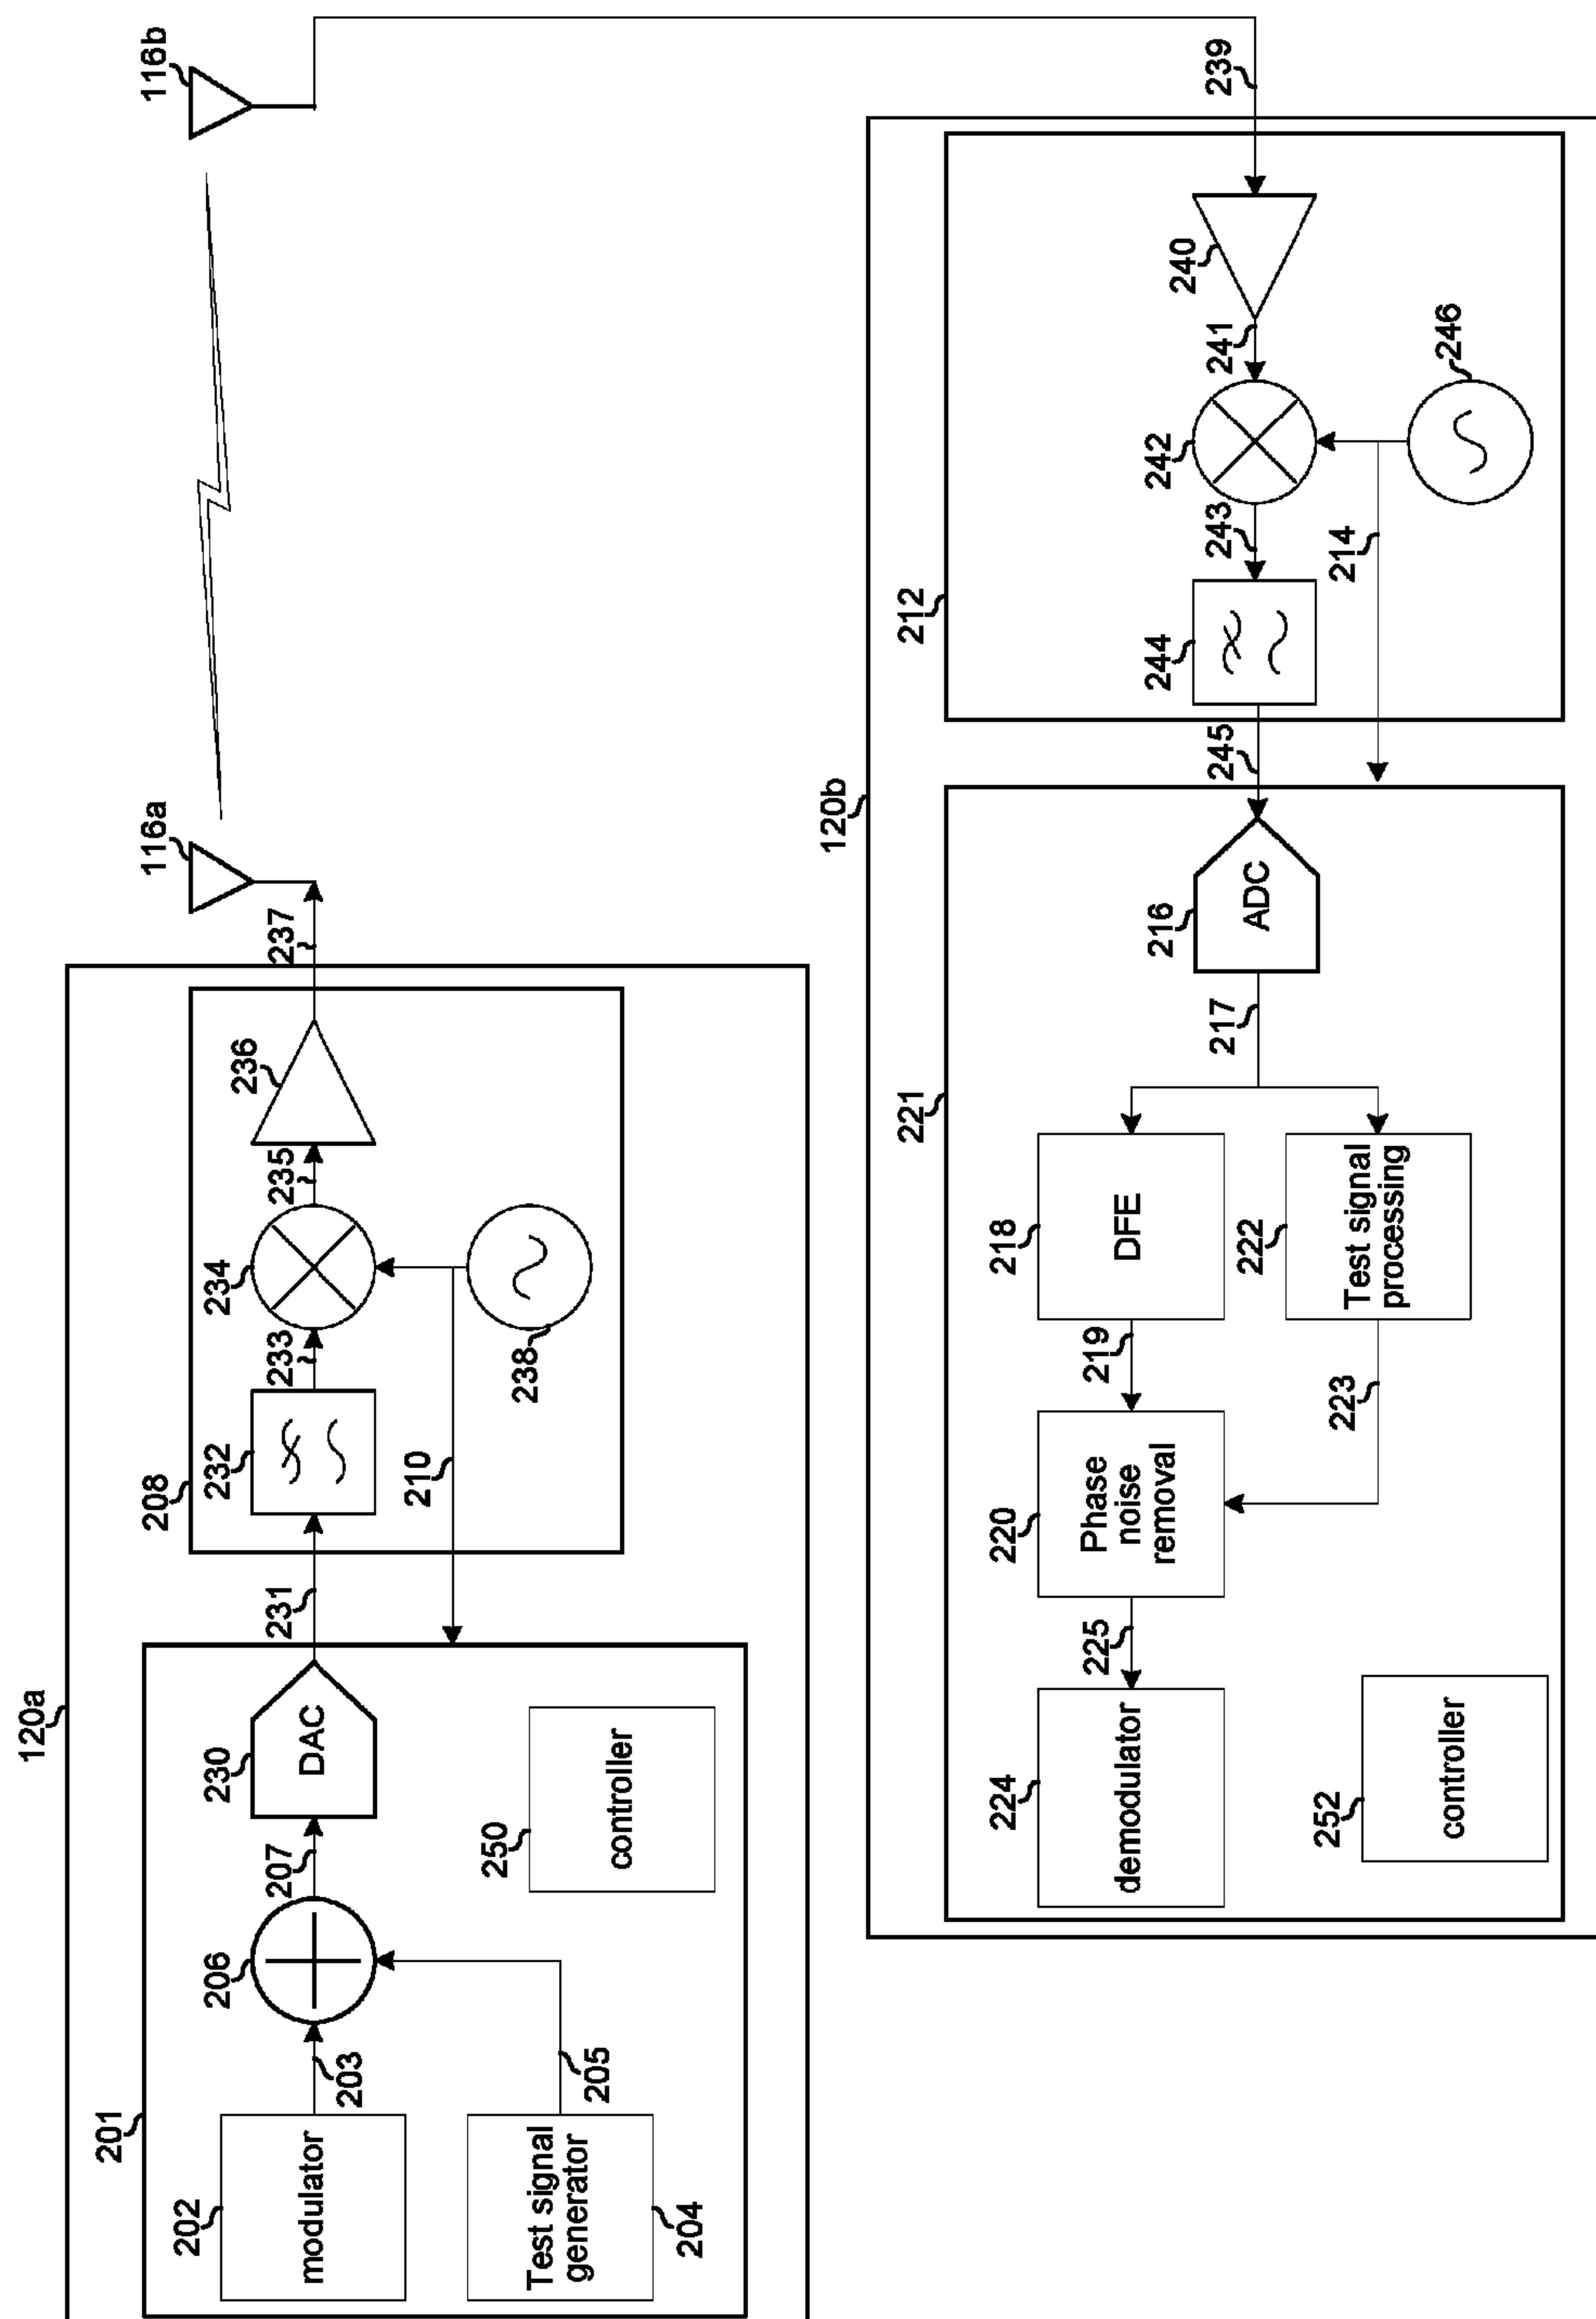 120a
201
202
modulator
203
Test signal
generator
204
205
206
207
230
DAC
250
controller
231
208
232
233
234
235
236
237
238
210
116a
116b
120b
239
212
240
241
242
243
244
245
246
214
221
216
ADC
217
218
DFE
219
222
Test signal
processing
223
220
Phase
noise
removal
225
224
demodulator
252
controller